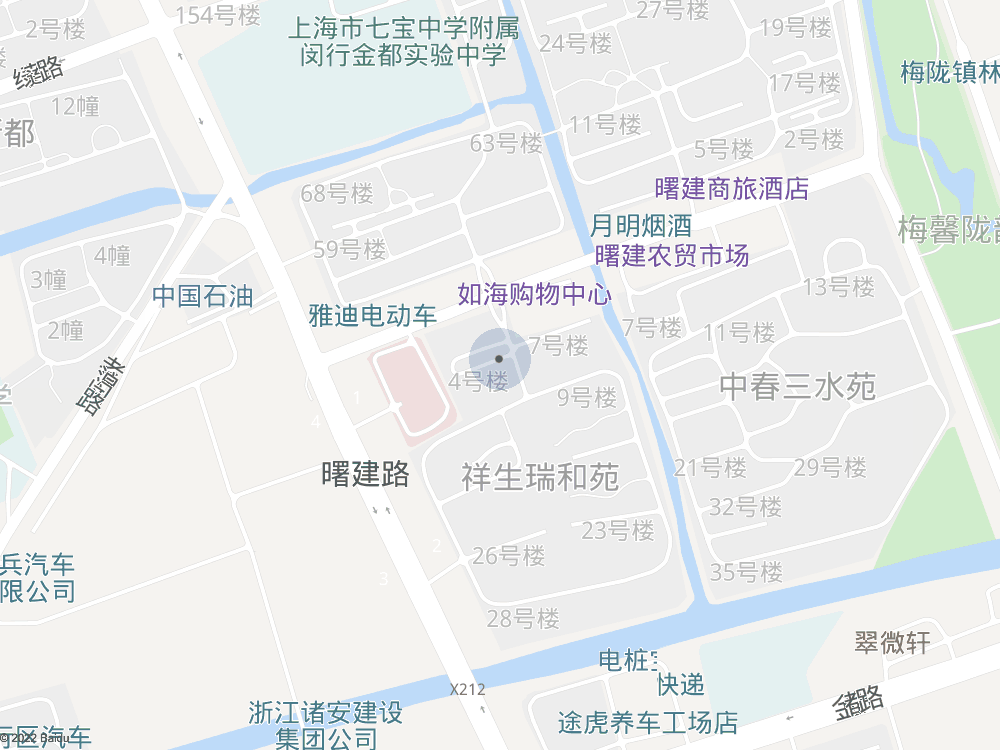 154号楼
2号楼
上海市七宝中学附属
闵行金都实验中学
27号楼
24号楼
19号楼
17号楼
梅陇镇林
12幢
都
11号楼
63号楼
5号楼
2号楼
68号楼
曙建商旅酒店
月明烟酒
59号楼
曙建农贸市场
梅馨陇
4幢
3幢
中国石油
如海购物中心
13号楼
雅迪电动车
2幢
7号楼
11号楼
7号楼
4号楼
9号楼
中春三水苑
4
1
曙建路
祥生瑞和苑
21号楼
29号楼
32号楼
23号楼
2
26号楼
3
35号楼
兵汽车
限公司
28号楼
翠微轩
电桩
快递
X212
金都路
浙江诸安建设
集团公司
途虎养车工场店
行区汽车
© 2022 Baidu